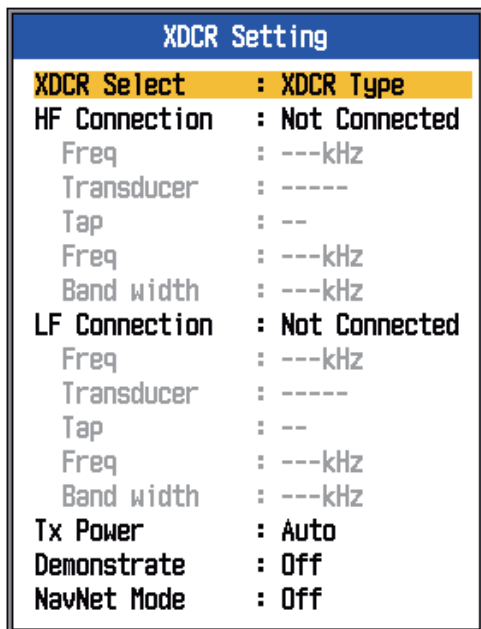 XDCR Setting
XDCR Select : XDCR Type
HF Connection : Not Connected
Freq : ---kHz
Transducer : -----
Tap : --
Freq : ---kHz
Band width : ---kHz
LF Connection : Not Connected
Freq : ---kHz
Transducer : -----
Tap : --
Freq : ---kHz
Band width : ---kHz
Tx Power : Auto
Demonstrate : Off
NavNet Mode : Off